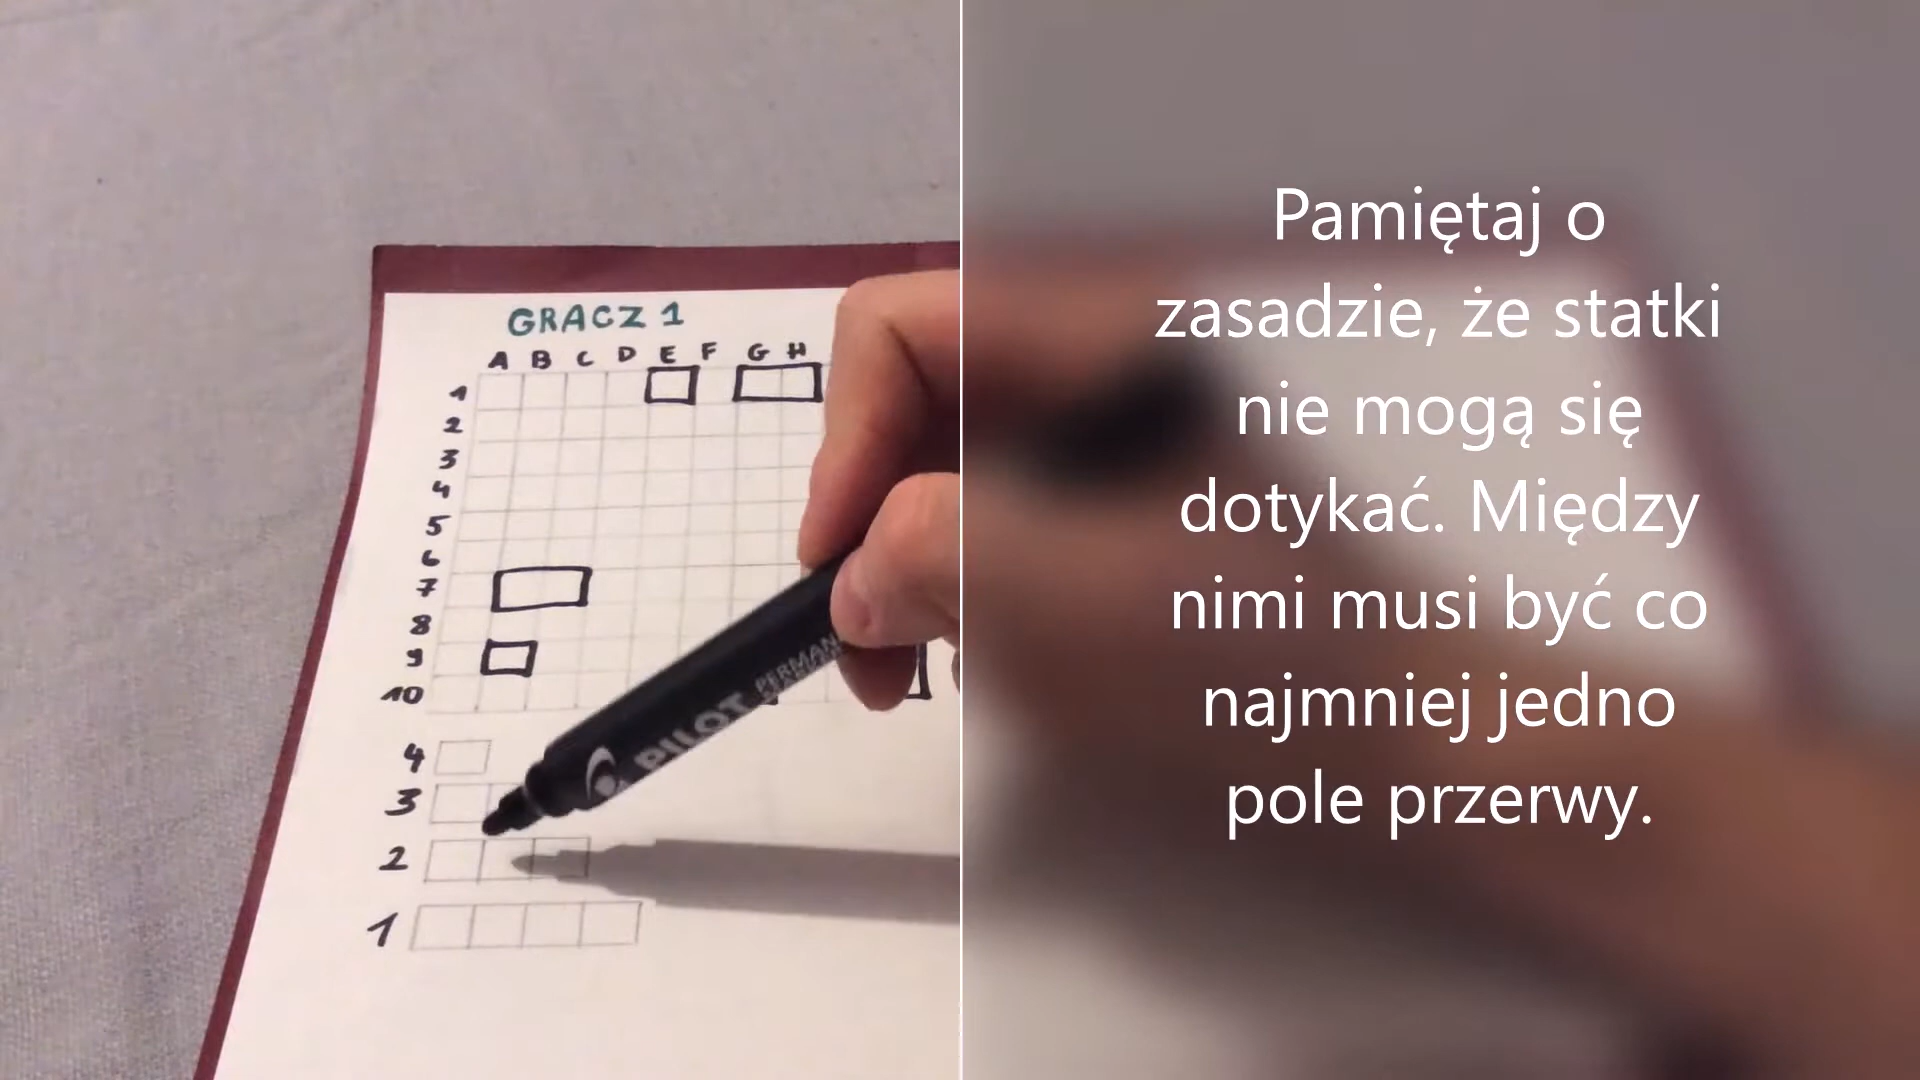 GRACZ 1
A B C D E F G H
1
2
3
4
5
6
7
8
9
10
4
3
2
1
PILOT
Pamiętaj o
zasadzie, że statki
nie mogą się
dotykać. Między
nimi musi być co
najmniej jedno
pole przerwy.